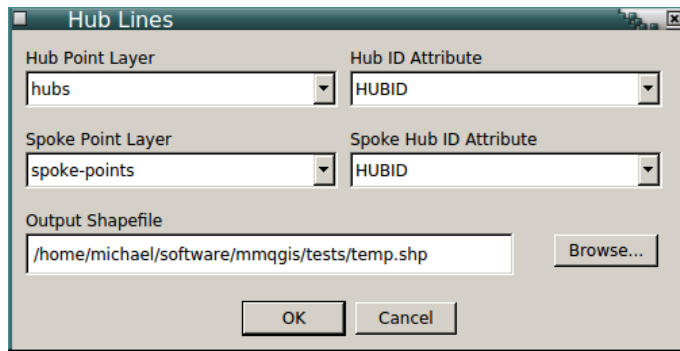 Hub Lines
Hub Point Layer
Hub ID Attribute
hubs
HUBID
Spoke Point Layer
Spoke Hub ID Attribute
spoke-points
HUBID
Output Shapefile
/home/michael/software/mmqgis/tests/temp.shp
Browse...
OK
Cancel